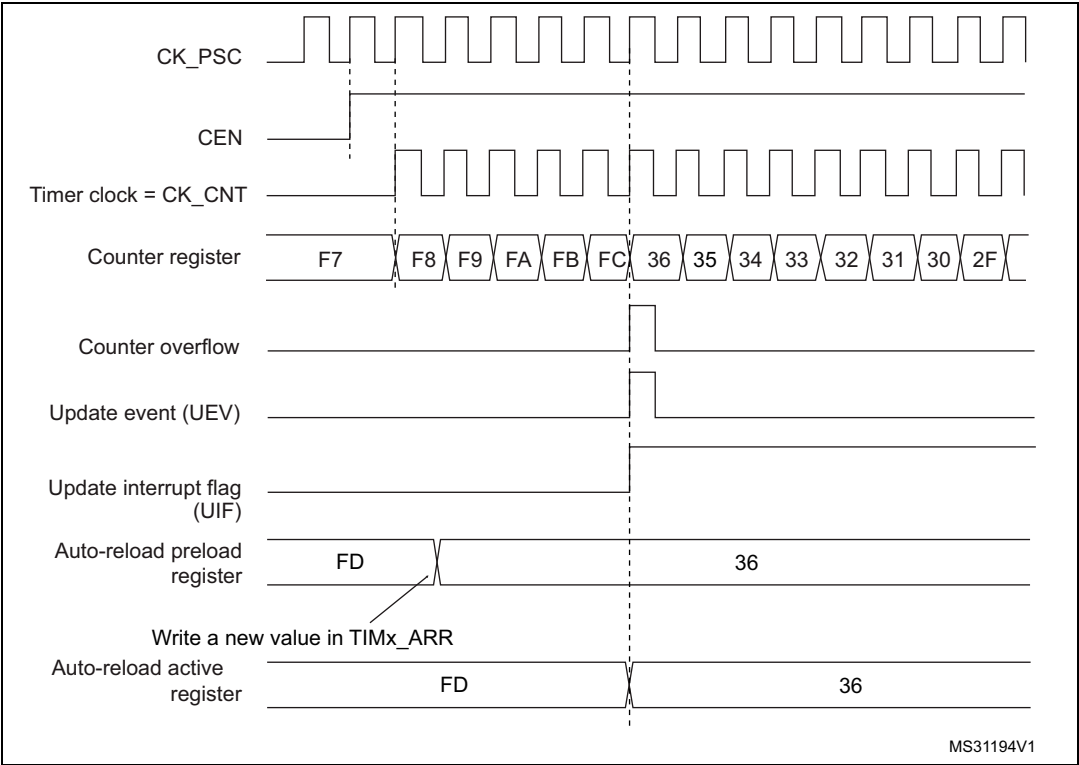 CK_PSC
CEN
Timer clock = CK_CNT
Counter register F7 F8 F9 FA FB FC 36 35 34 33 32 31 30 2F
Counter overflow
Update event (UEV)
Update interrupt flag
(UIF)
Auto-reload preload
register
FD 36
Write a new value in TIMx_ARR
Auto-reload active
register
FD 36
MS31194V1